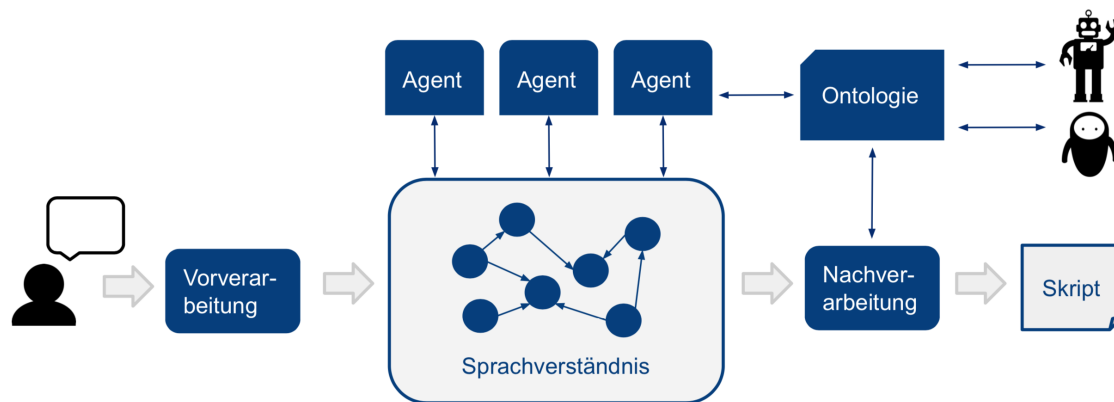 Agent
Agent
Agent
Ontologie
Vorverar-
beitung
Sprachverständnis
Nachver-
arbeitung
Skript